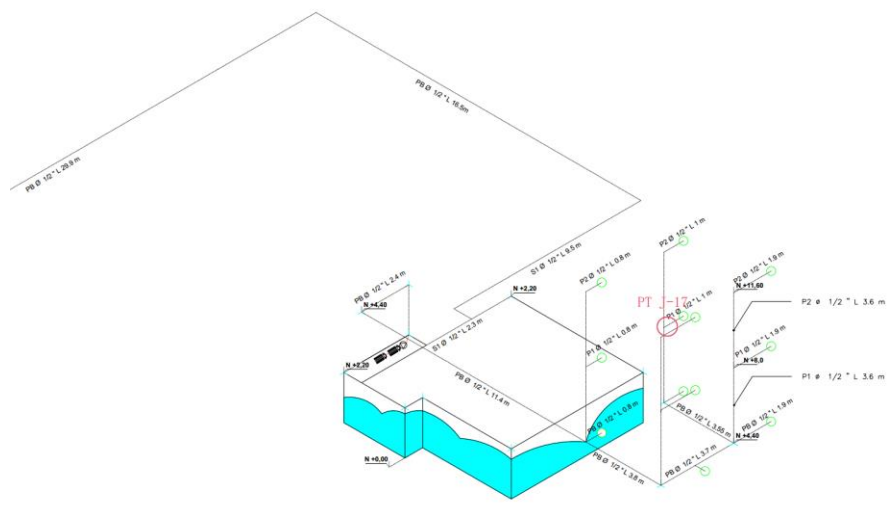 PB Ø 1/2" L 16.5m
PB Ø 1/2" L 29.9 m
S1 Ø 1/2" L 9.5 m
P2 Ø 1/2" L 1 m
P2 Ø 1/2" L 0.8 m
P2 Ø 1/2" L 1.9 m
N +11,60
PB Ø 1/2" L 2.4 m
N +4,40
N +2,20
PT J-17
P1 Ø 1/2" L 1 m
P2 ø 1/2" L 3.6 m
S1 Ø 1/2" L 2.3 m
P1 Ø 1/2" L 0.8 m
P1 Ø 1/2" L 1.9 m
N +8,0
N +2,20
P1 ø 1/2" L 3.6 m
PB Ø 1/2" L 11.4 m
PB Ø 1/2" L 0.8 m
PB Ø 1/2" L 3.55 m
PB Ø 1/2" L 1.9 m
N +4,40
N +0,00
PB Ø 1/2" L 3.8 m
PB Ø 1/2" L 3.7 m